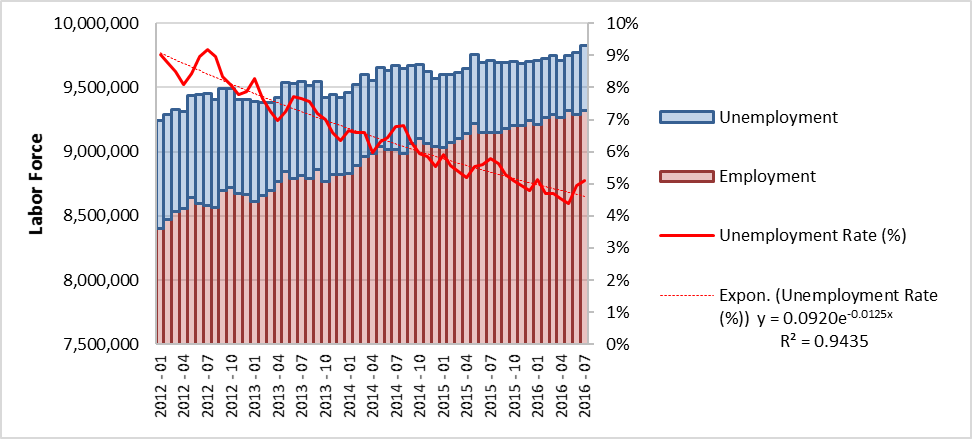 10,000,000
9,500,000
9,000,000
8,500,000
8,000,000
7,500,000
Labor Force
10%
9%
8%
7%
6%
5%
4%
3%
2%
1%
0%
2012 - 01
2012 - 04
2012 - 07
2012 - 10
2013 - 01
2013 - 04
2013 - 07
2013 - 10
2014 - 01
2014 - 04
2014 - 07
2014 - 10
2015 - 01
2015 - 04
2015 - 07
2015 - 10
2016 - 01
2016 - 04
2016 - 07
Unemployment
Employment
Unemployment Rate (%)
Expon. (Unemployment Rate
(%)) y = 0.0920e^-0.0125x
R² = 0.9435